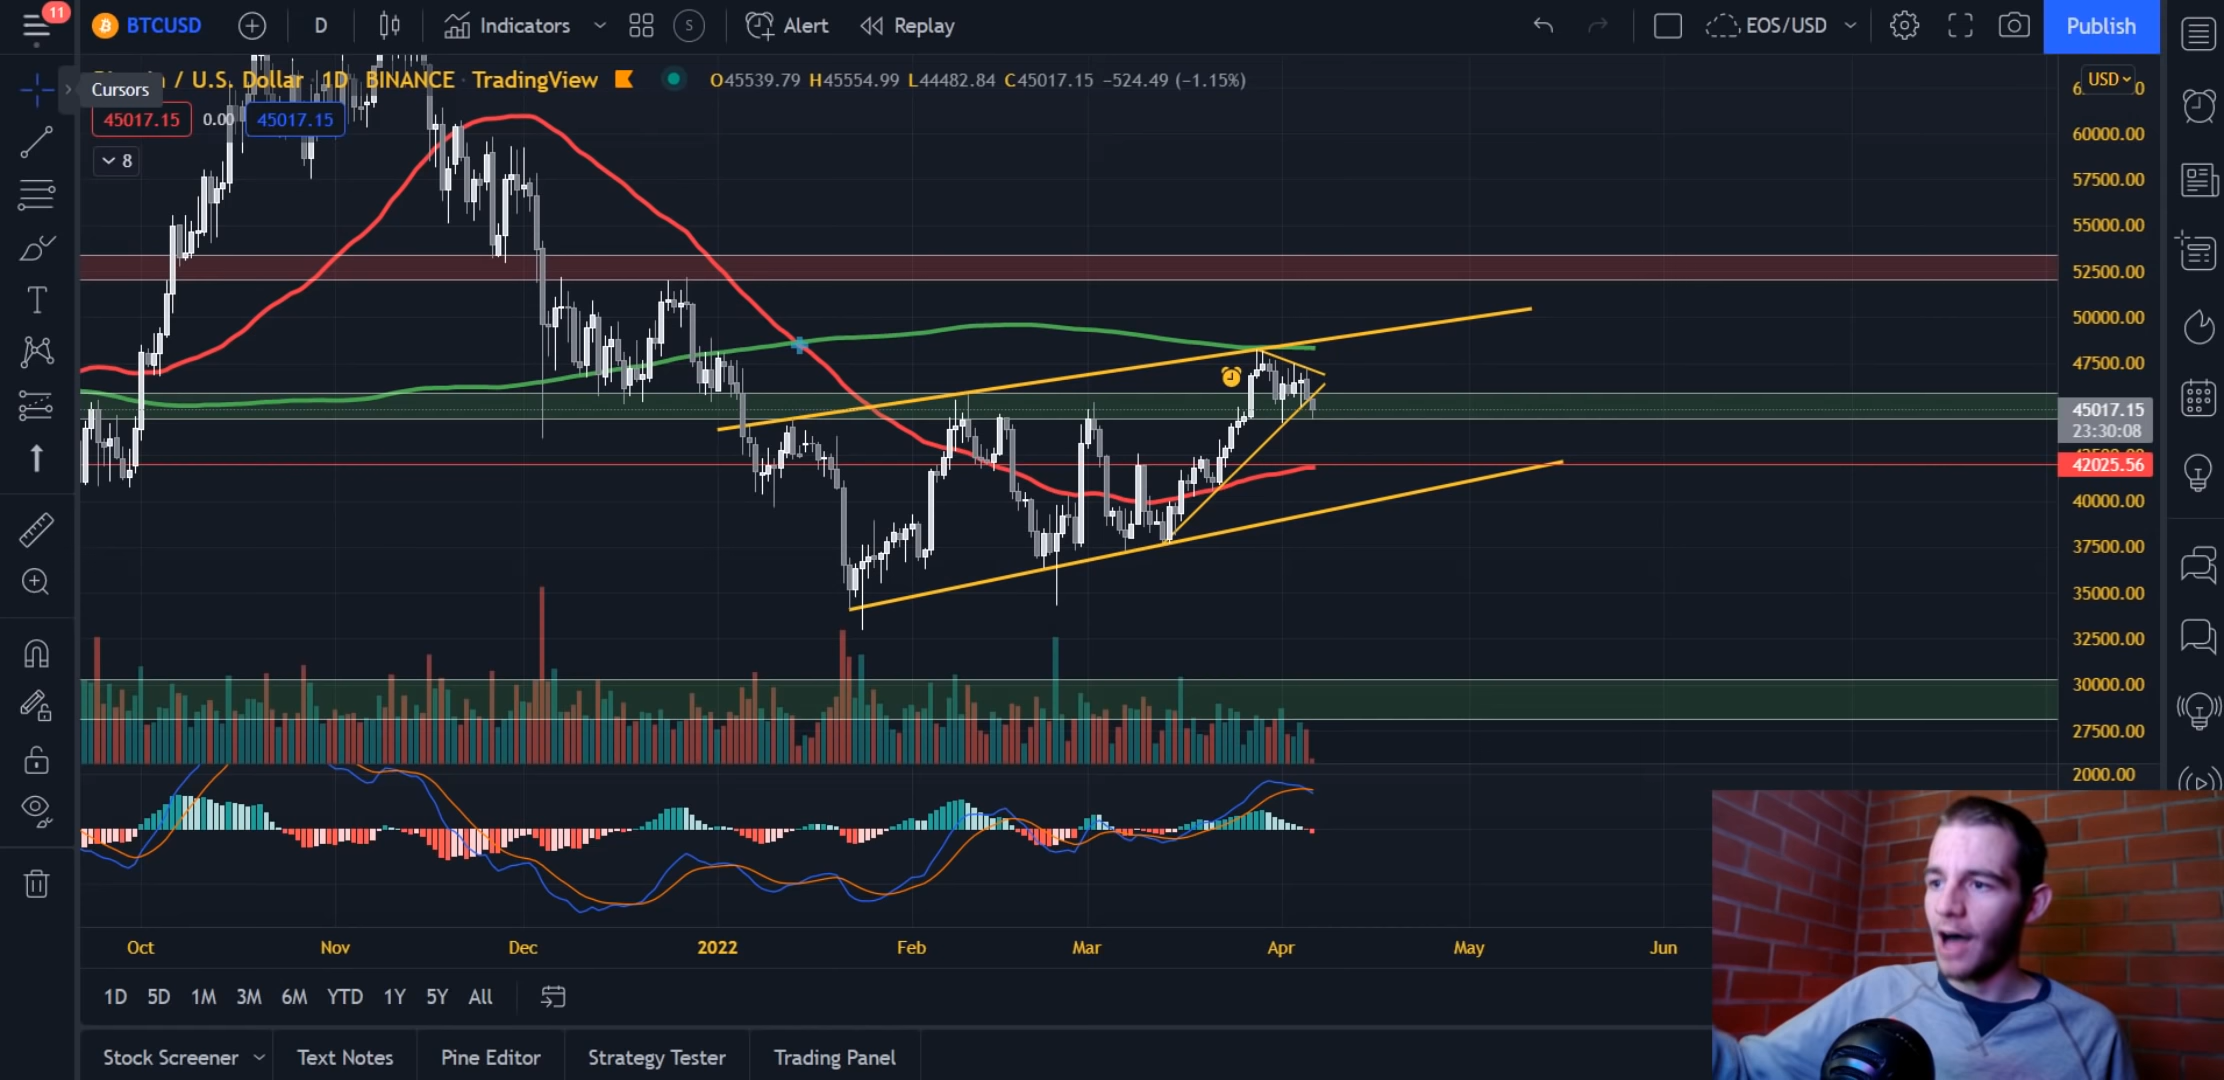 11
BTCUSD
D
Indicators
S
Alert
Replay
EOS/USD
Publish
/ U.S. Dollar 1D BINANCE TradingView
O45539.79 H45554.99 L44482.84 C45017.15 −524.49 (−1.15%)
USD
Cursors
45017.15 0.00 45017.15
8
60000.00
57500.00
55000.00
52500.00
50000.00
47500.00
45017.15
23:30:08
42025.56
40000.00
37500.00
35000.00
32500.00
30000.00
27500.00
2000.00
Oct Nov Dec 2022 Feb Mar Apr May Jun
1D 5D 1M 3M 6M YTD 1Y 5Y All
Stock Screener Text Notes Pine Editor Strategy Tester Trading Panel